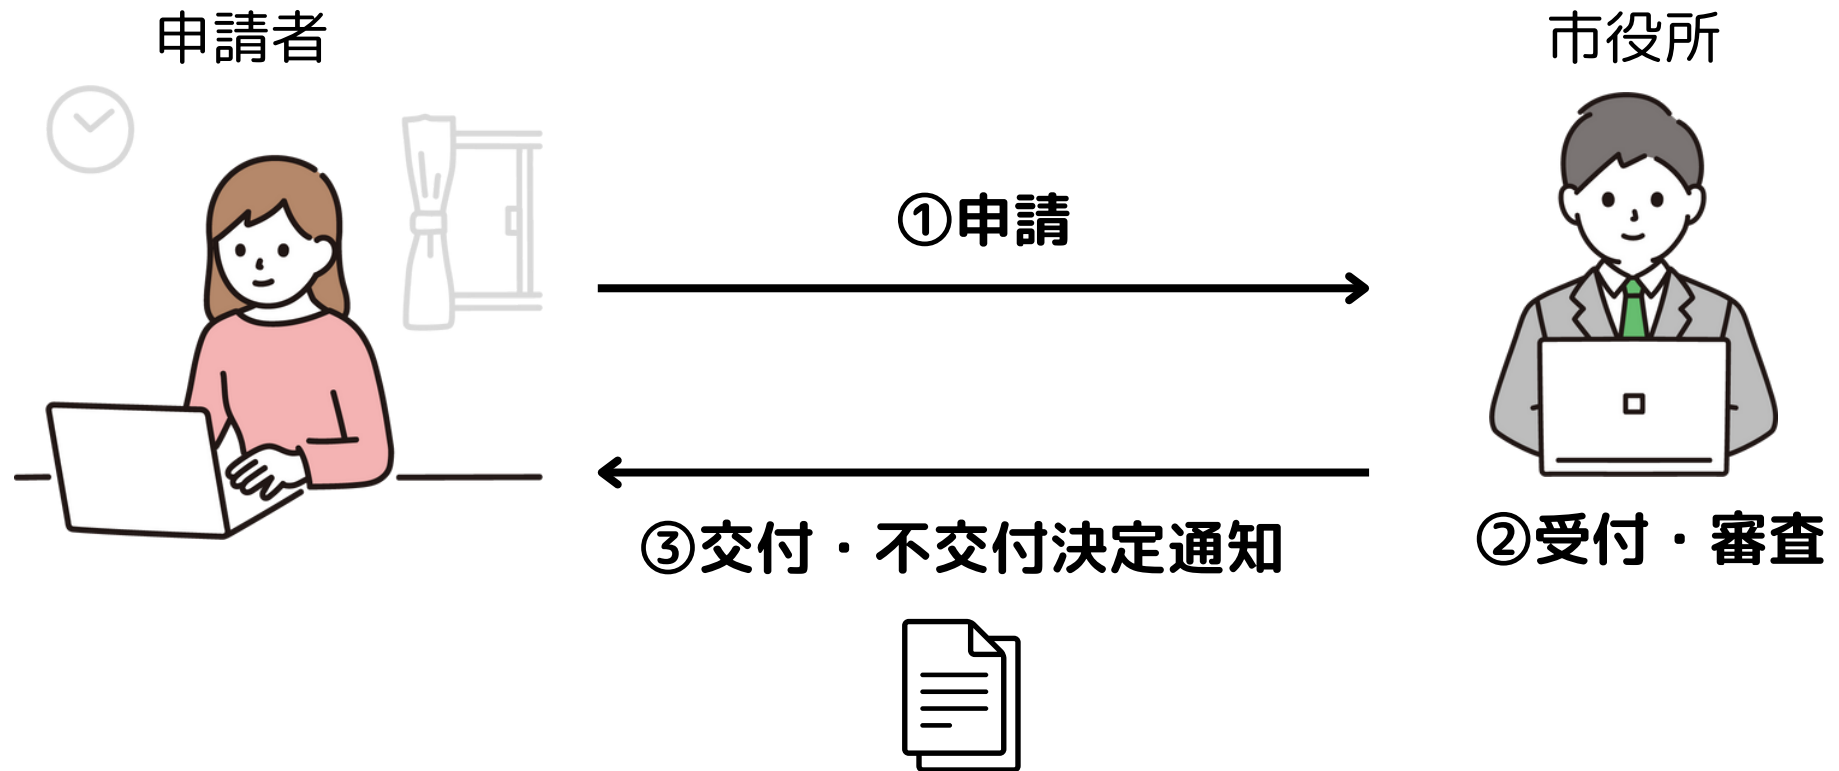 申請者
市役所
①申請
②受付・審査
③交付・不交付決定通知